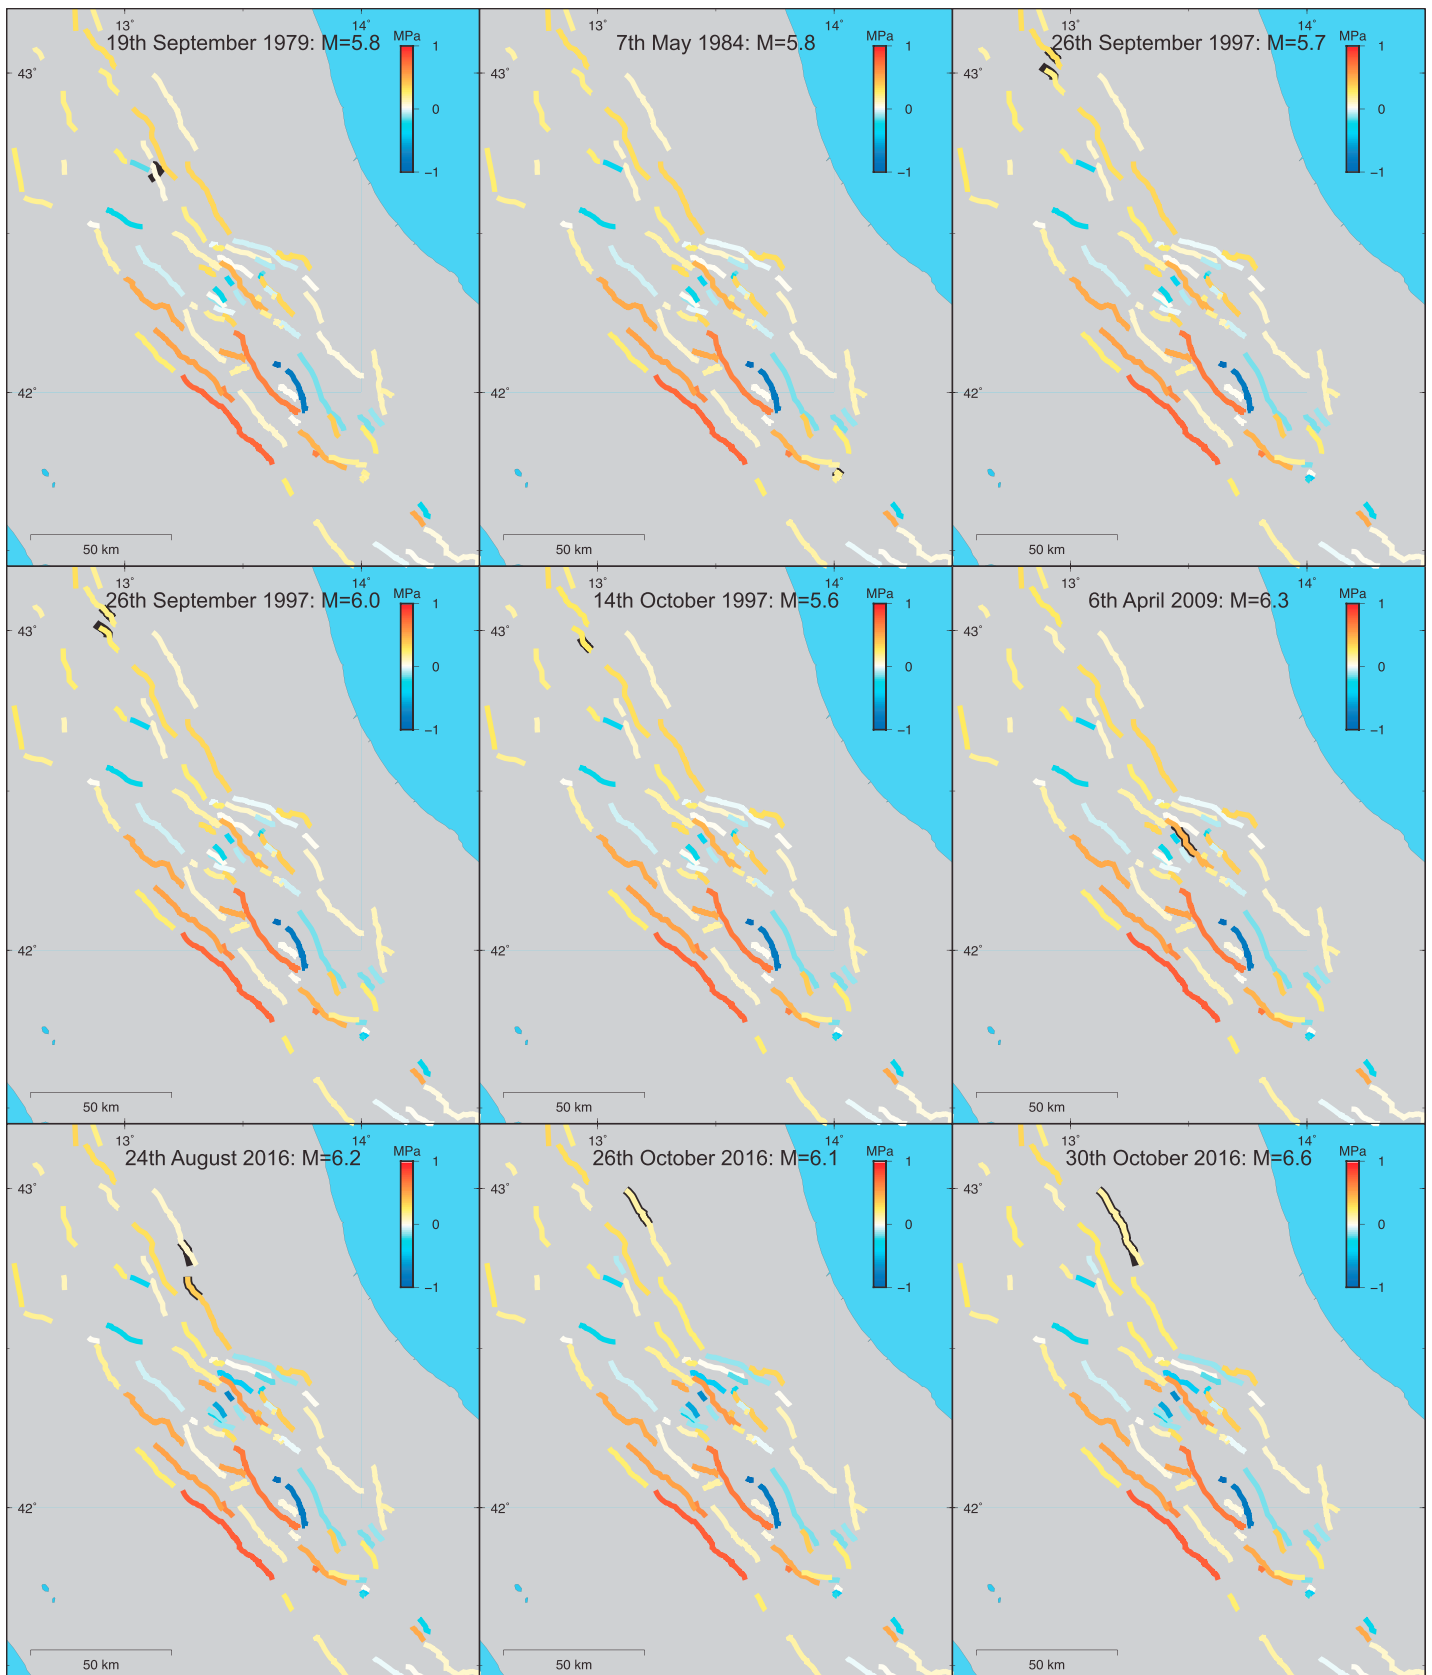 13° 14°
19th September 1979: M=5.8
MPa
1
0
−1
43°
42°
50 km
14°
13°
7th May 1984: M=5.8
MPa
1
0
−1
50 km
13° 14°
26th September 1997: M=5.7
MPa
1
0
−1
50 km
13° 14°
26th September 1997: M=6.0
MPa
1
0
−1
43°
42°
50 km
13° 14°
14th October 1997: M=5.6
MPa
1
0
−1
50 km
13° 14°
6th April 2009: M=6.3
MPa
1
0
−1
50 km
13° 14°
24th August 2016: M=6.2
MPa
1
0
−1
43°
42°
50 km
13° 14°
26th October 2016: M=6.1
MPa
1
0
−1
50 km
13° 14°
30th October 2016: M=6.6
MPa
1
0
−1
50 km